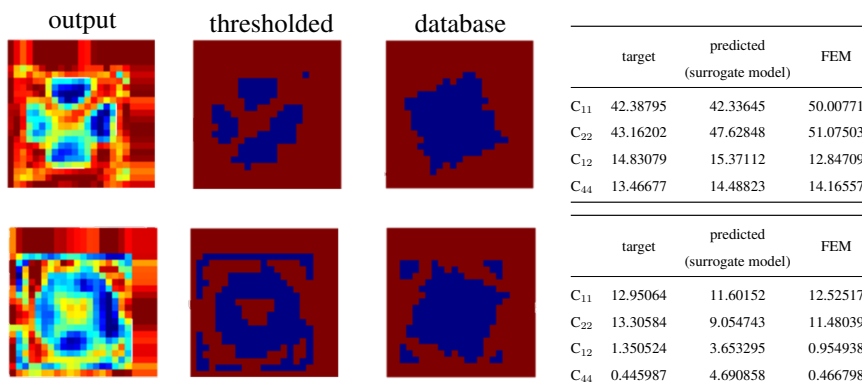 output thresholded database
target predicted (surrogate model) FEM
C11 42.38795 42.33645 50.00771
C22 43.16202 47.62848 51.07503
C12 14.83079 15.37112 12.84709
C44 13.46677 14.48823 14.16557
target predicted (surrogate model) FEM
C11 12.95064 11.60152 12.52517
C22 13.30584 9.054743 11.48039
C12 1.350524 3.653295 0.954938
C44 0.445987 4.690858 0.466798